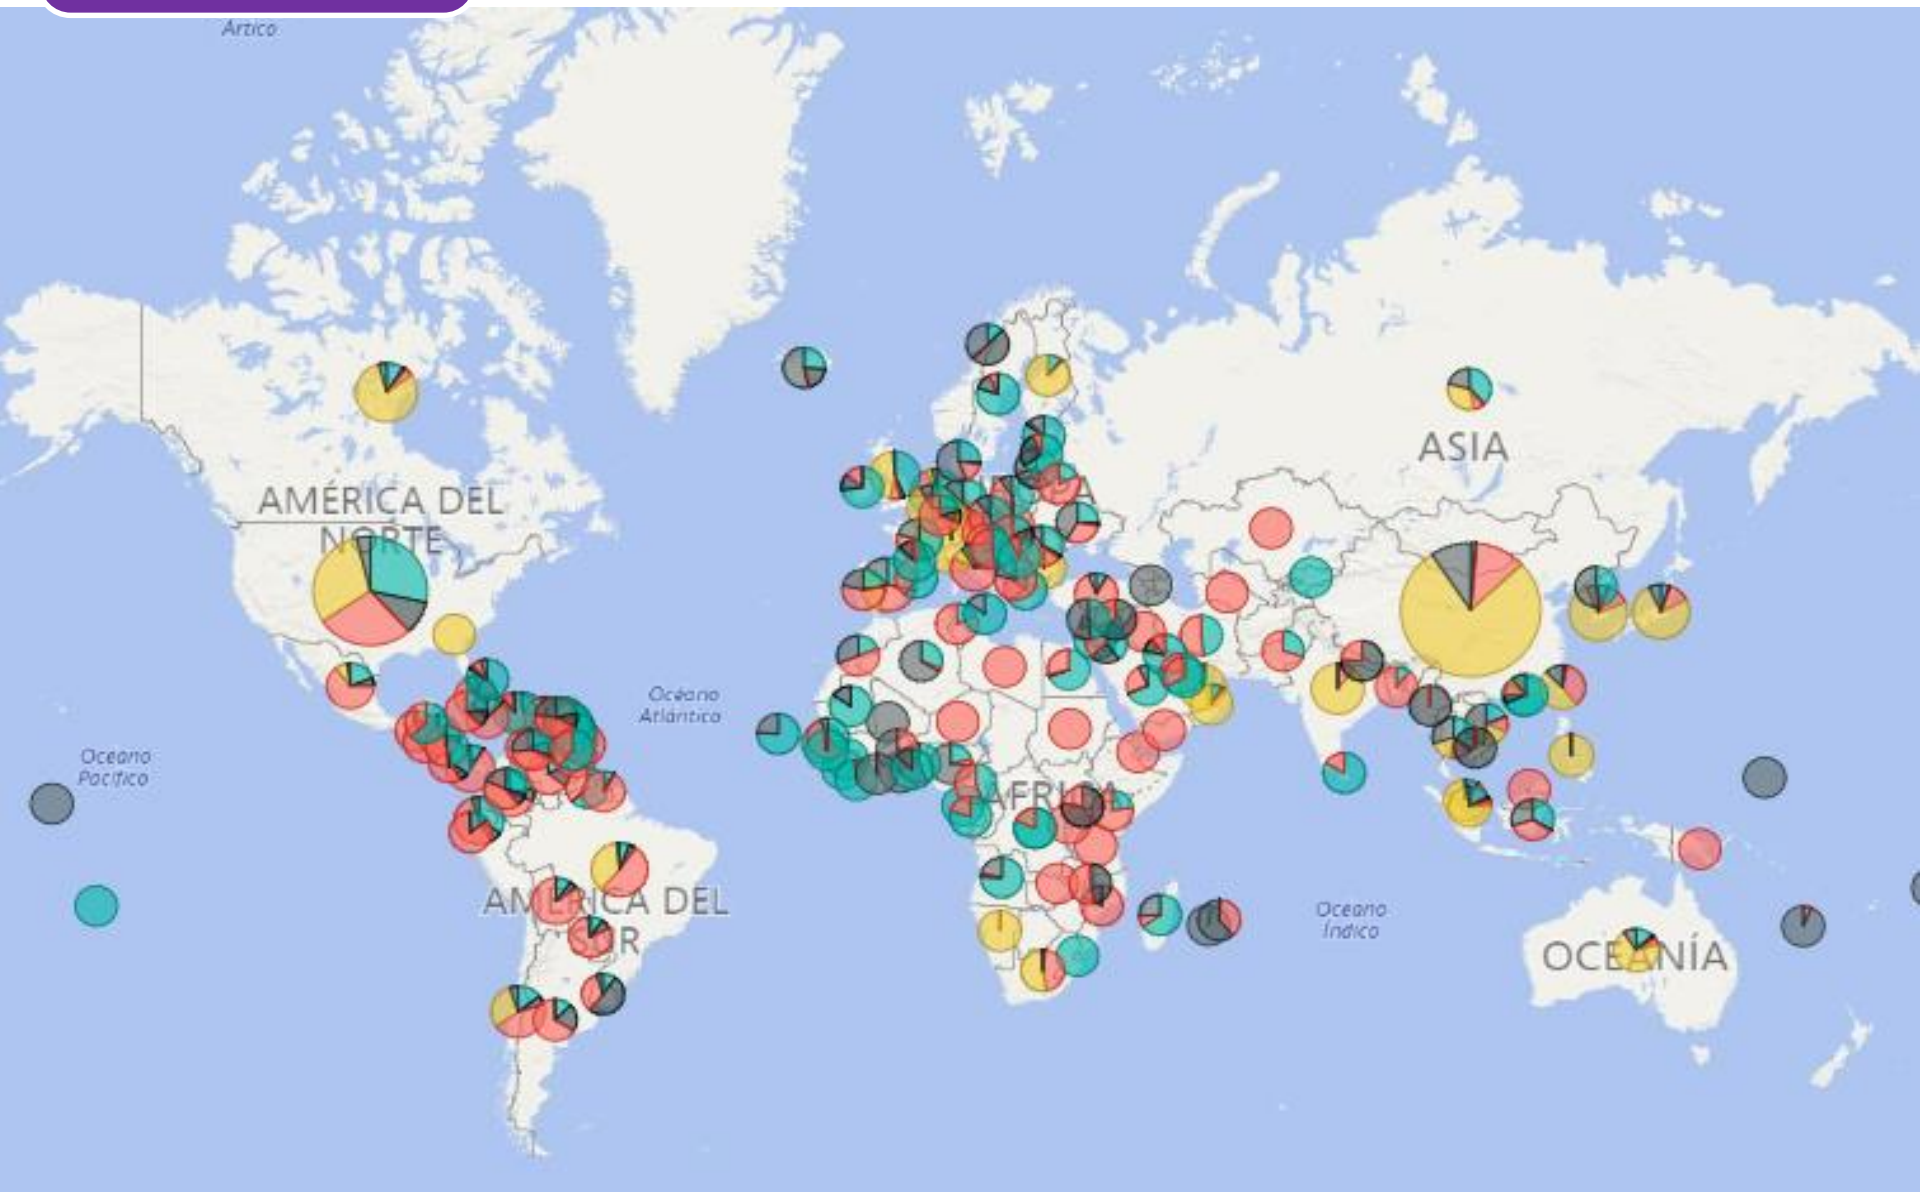 Ártico
ASIA
AMÉRICA DEL
NORTE
Océano
Atlántico
Océano
Pacífico
ÁFRICA
AMÉRICA DEL
SUR
Océano
Índico
OCEANÍA